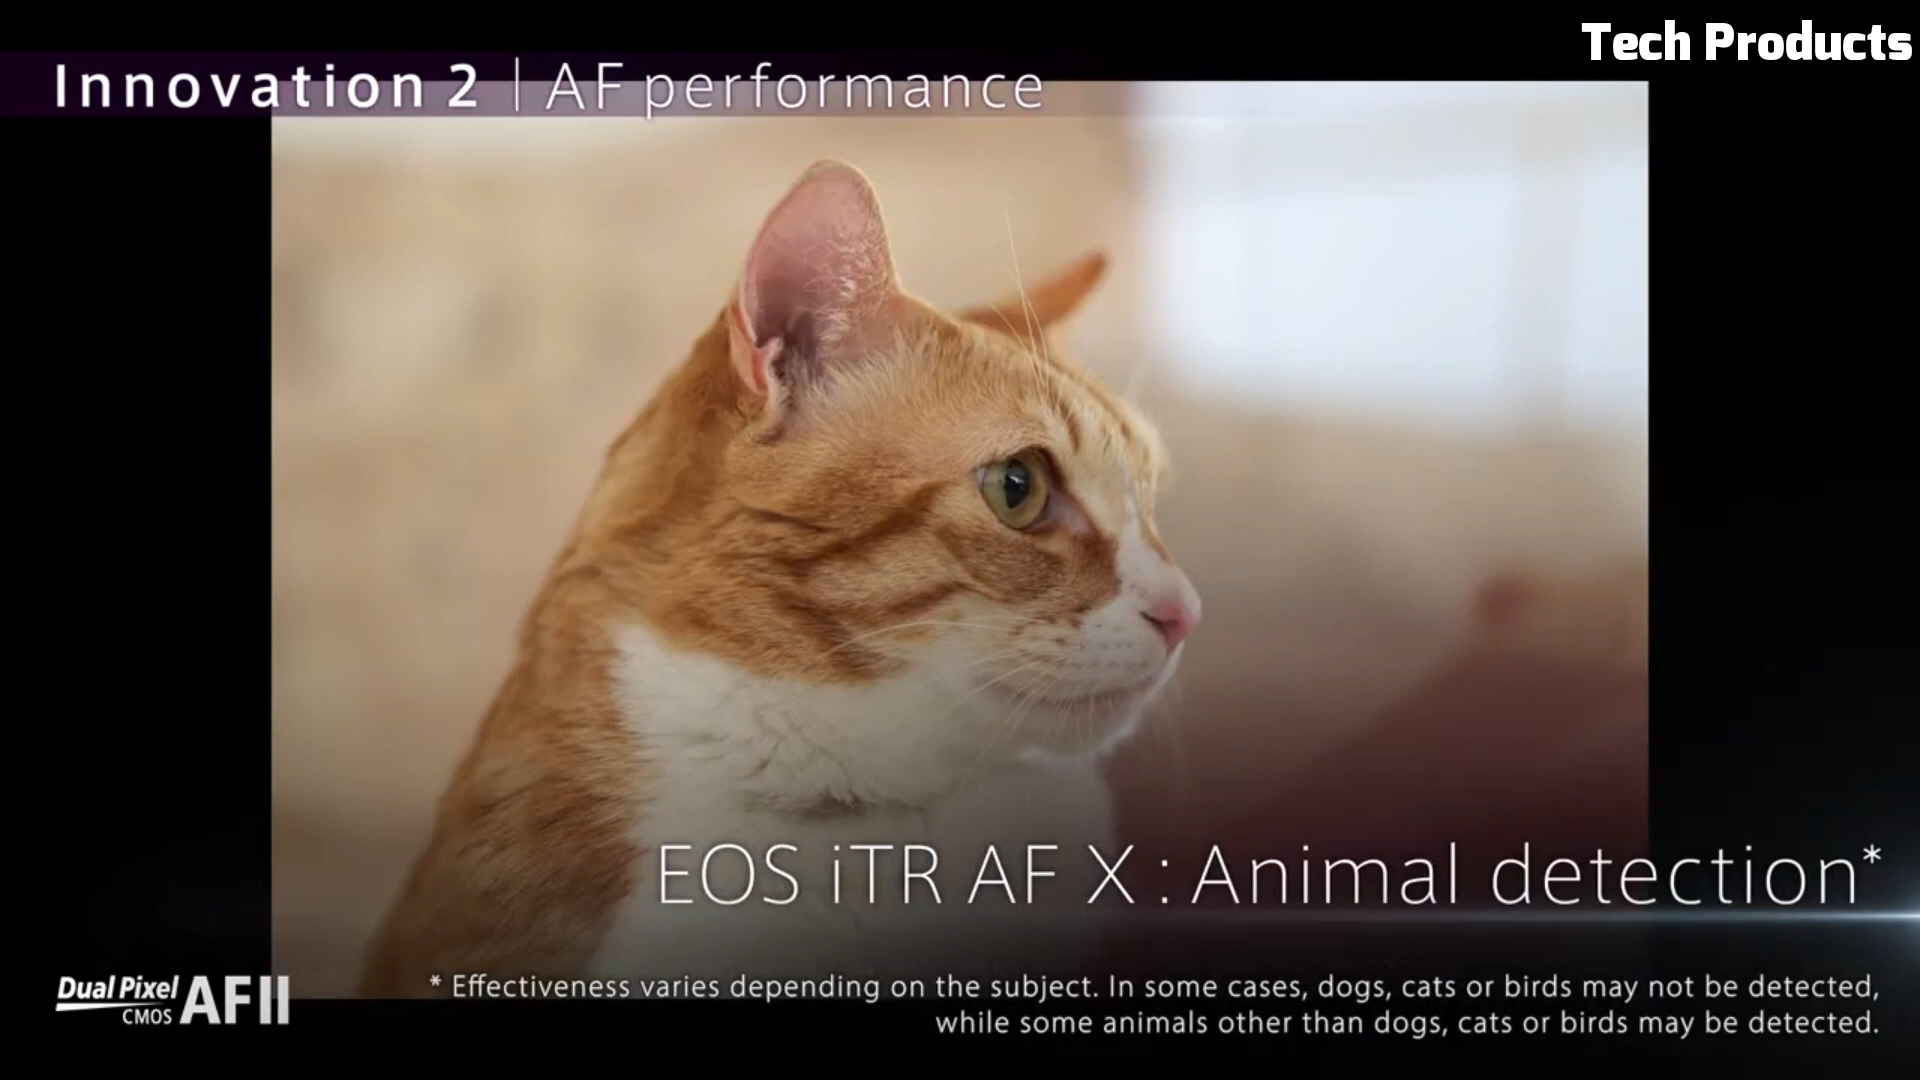 Tech Products
Innovation 2 | AF performance
EOS iTR AF X : Animal detection*
Dual Pixel
CMOS AF II
* Effectiveness varies depending on the subject. In some cases, dogs, cats or birds may not be detected,
while some animals other than dogs, cats or birds may be detected.